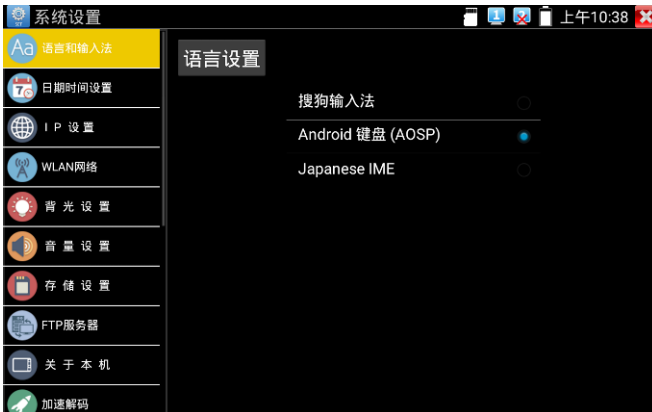 系统设置
上午10:38
语言和输入法
日期时间设置
IP 设置
WLAN网络
背 光 设 置
音 量 设 置
存 储 设 置
FTP服务器
关 于 本 机
加速解码
语言设置
搜狗输入法
Android 键盘 (AOSP)
Japanese IME